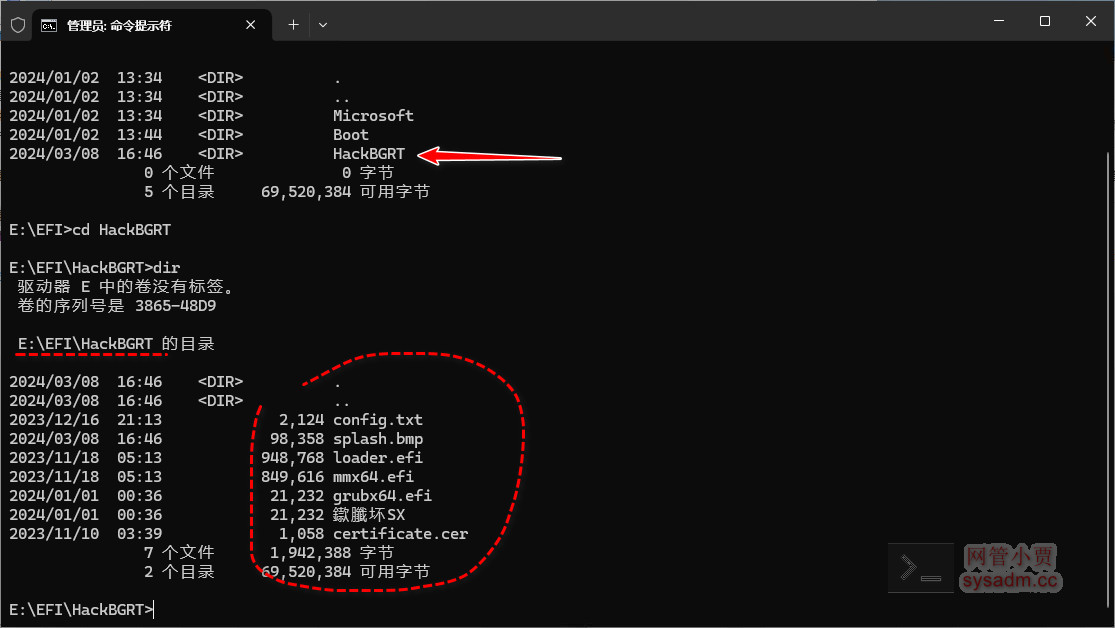 管理员: 命令提示符
2024/01/02  13:34    <DIR>          .
2024/01/02  13:34    <DIR>          ..
2024/01/02  13:34    <DIR>          Microsoft
2024/01/02  13:44    <DIR>          Boot
2024/03/08  16:46    <DIR>          HackBGRT
               0 个文件              0 字节
               5 个目录     69,520,384 可用字节
E:\EFI>cd HackBGRT
E:\EFI\HackBGRT>dir
 驱动器 E 中的卷没有标签。
 卷的序列号是 3865-48D9
 E:\EFI\HackBGRT 的目录
2024/03/08  16:46    <DIR>          .
2024/03/08  16:46    <DIR>          ..
2023/12/16  21:13             2,124 config.txt
2024/03/08  16:46            98,358 splash.bmp
2023/11/18  05:13           948,768 loader.efi
2023/11/18  05:13           849,616 mmx64.efi
2024/01/01  00:36            21,232 grubx64.efi
2024/01/01  00:36            21,232 歘臘坏SX
2023/11/10  03:39             1,058 certificate.cer
               7 个文件      1,942,388 字节
               2 个目录     69,520,384 可用字节
E:\EFI\HackBGRT>
网管小贾
sysadm.cc